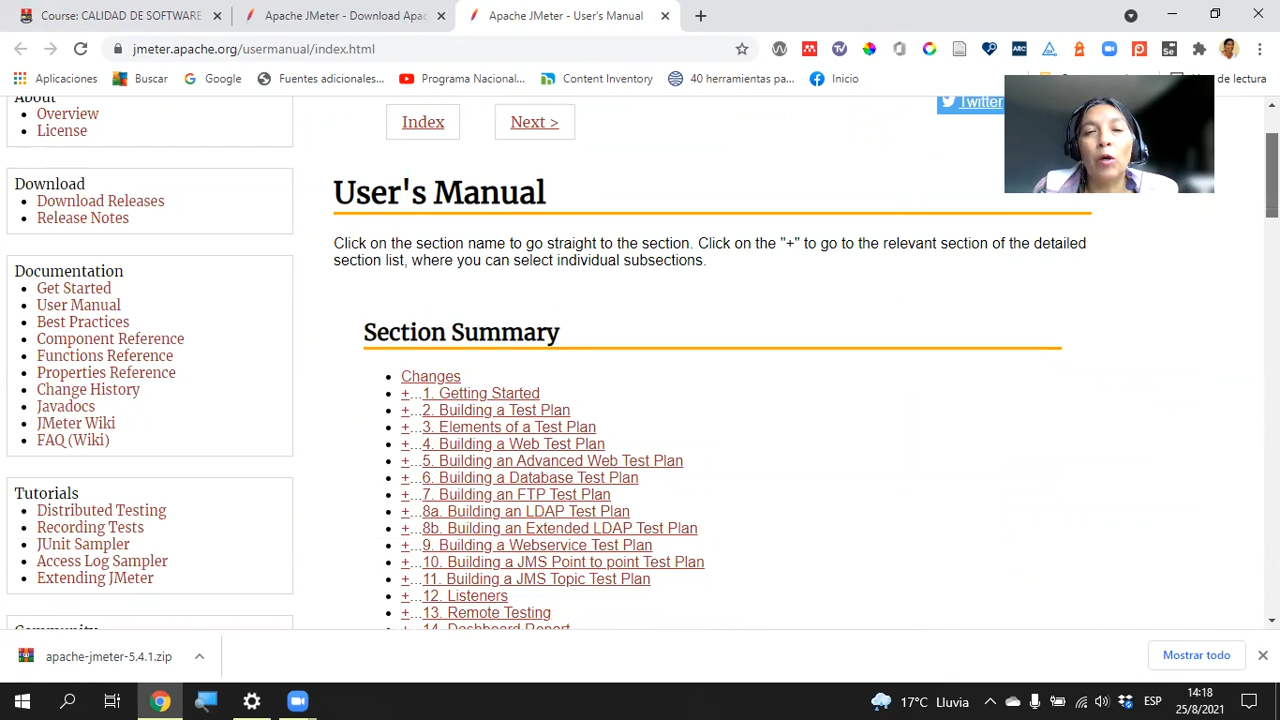 Course: CALIDAD DE SOFTWARE
Apache JMeter - Download Apac
Apache JMeter - User's Manual
jmeter.apache.org/usermanual/index.html
Aplicaciones
Buscar
Google
Fuentes adicionales...
Programa Nacional...
Content Inventory
40 herramientas pa...
Inicio
de lectura
About
Overview
License
Download
Download Releases
Release Notes
Documentation
Get Started
User Manual
Best Practices
Component Reference
Functions Reference
Properties Reference
Change History
Javadocs
JMeter Wiki
FAQ (Wiki)
Tutorials
Distributed Testing
Recording Tests
JUnit Sampler
Access Log Sampler
Extending JMeter
Community
Index
Next >
Twitter
User's Manual
Click on the section name to go straight to the section. Click on the "+" to go to the relevant section of the detailed
section list, where you can select individual subsections.
Section Summary
Changes
+...1. Getting Started
+...2. Building a Test Plan
+...3. Elements of a Test Plan
+...4. Building a Web Test Plan
+...5. Building an Advanced Web Test Plan
+...6. Building a Database Test Plan
+...7. Building an FTP Test Plan
+...8a. Building an LDAP Test Plan
+...8b. Building an Extended LDAP Test Plan
+...9. Building a Webservice Test Plan
+...10. Building a JMS Point to point Test Plan
+...11. Building a JMS Topic Test Plan
+...12. Listeners
+...13. Remote Testing
+...14. Dashboard Report
apache-jmeter-5.4.1.zip
Mostrar todo
17°C Lluvia
ESP
14:18
25/8/2021